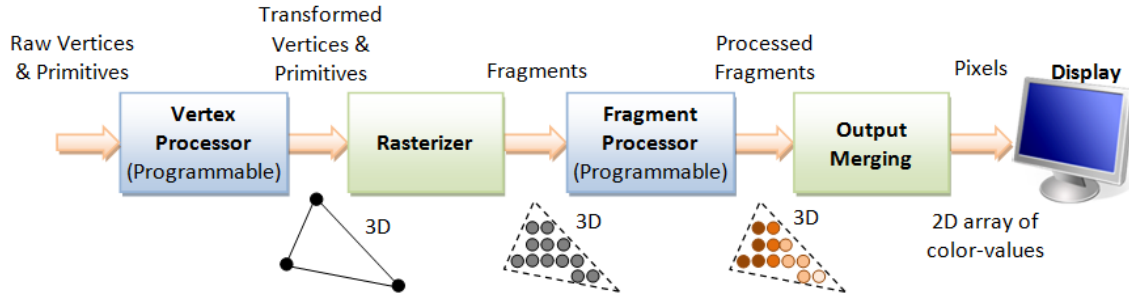 Raw Vertices
& Primitives
Transformed
Vertices &
Primitives
Fragments
Processed
Fragments
Pixels
Display
Vertex
Processor
(Programmable)
Rasterizer
Fragment
Processor
(Programmable)
Output
Merging
3D
3D
3D
2D array of
color-values